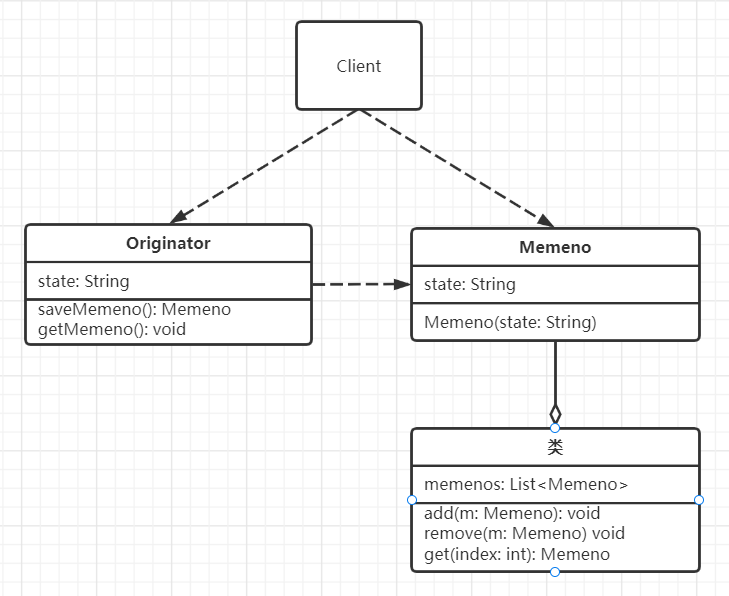 Client
Originator
state: String
saveMemeno(): Memeno
getMemeno(): void
Memeno
state: String
Memeno(state: String)
类
memenos: List<Memeno>
add(m: Memeno): void
remove(m: Memeno) void
get(index: int): Memeno